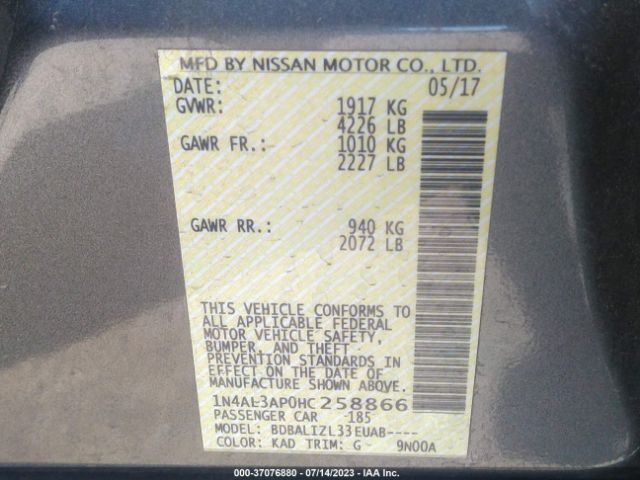 MFD BY NISSAN MOTOR CO., LTD.
DATE: 05/17
GVWR: 1917 KG
4226 LB
GAWR FR.: 1010 KG
2227 LB
GAWR RR.: 940 KG
2072 LB
THIS VEHICLE CONFORMS TO
ALL APPLICABLE FEDERAL
MOTOR VEHICLE SAFETY,
BUMPER, AND THEFT
PREVENTION STANDARDS IN
EFFECT ON THE DATE OF
MANUFACTURE SHOWN ABOVE.
1N4AL3AP0HC258866
PASSENGER CAR -185
MODEL: BDBALIZL33EUAB----
COLOR: KAD TRIM: G 9N00A
000-37076880 - 07/14/2023 - IAA Inc.